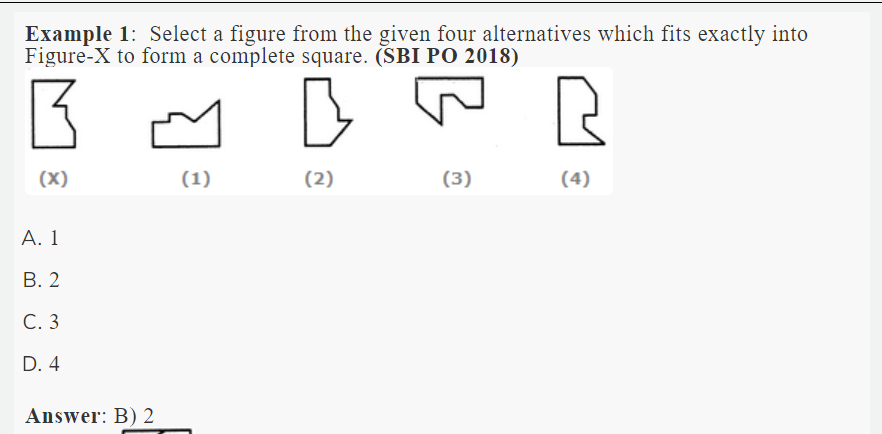 Example 1: Select a figure from the given four alternatives which fits exactly into
Figure-X to form a complete square. (SBI PO 2018)
(X) (1) (2) (3) (4)
A. 1
B. 2
C. 3
D. 4
Answer: B) 2